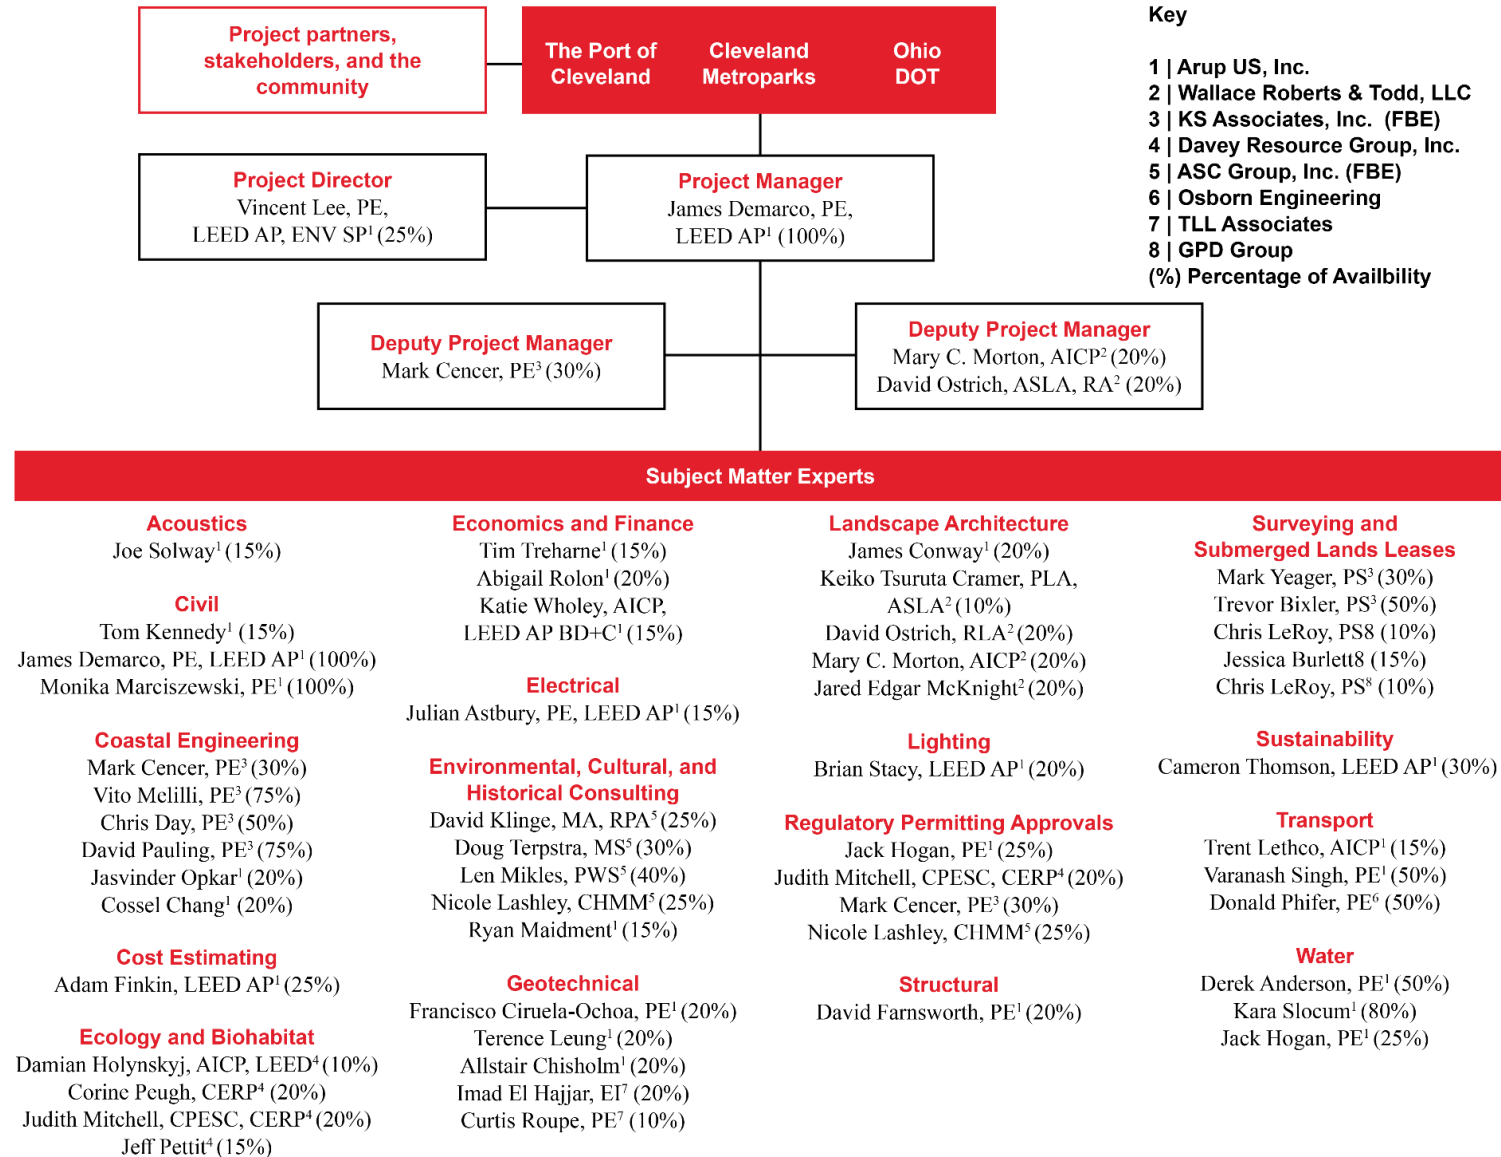 Project partners,
stakeholders, and the
community
The Port of
Cleveland
Cleveland
Metroparks
Ohio
DOT
Key
1 | Arup US, Inc.
2 | Wallace Roberts & Todd, LLC
3 | KS Associates, Inc. (FBE)
4 | Davey Resource Group, Inc.
5 | ASC Group, Inc. (FBE)
6 | Osborn Engineering
7 | TLL Associates
8 | GPD Group
(%) Percentage of Availbility
Project Director
Vincent Lee, PE,
LEED AP, ENV SP¹ (25%)
Project Manager
James Demarco, PE,
LEED AP¹ (100%)
Deputy Project Manager
Mark Cencer, PE³ (30%)
Deputy Project Manager
Mary C. Morton, AICP² (20%)
David Ostrich, ASLA, RA² (20%)
Subject Matter Experts
Acoustics
Joe Solway¹ (15%)
Civil
Tom Kennedy¹ (15%)
James Demarco, PE, LEED AP¹ (100%)
Monika Marciszewski, PE¹ (100%)
Coastal Engineering
Mark Cencer, PE³ (30%)
Vito Melilli, PE³ (75%)
Chris Day, PE³ (50%)
David Pauling, PE³ (75%)
Jasvinder Opkar¹ (20%)
Cossel Chang¹ (20%)
Cost Estimating
Adam Finkin, LEED AP¹ (25%)
Ecology and Biohabitat
Damian Holynskyj, AICP, LEED⁴ (10%)
Corine Peugh, CERP⁴ (20%)
Judith Mitchell, CPESC, CERP⁴ (20%)
Jeff Pettit⁴ (15%)
Economics and Finance
Tim Treharne¹ (15%)
Abigail Rolon¹ (20%)
Katie Wholey, AICP,
LEED AP BD+C¹ (15%)
Electrical
Julian Astbury, PE, LEED AP¹ (15%)
Environmental, Cultural, and
Historical Consulting
David Klinge, MA, RPA⁵ (25%)
Doug Terpstra, MS⁵ (30%)
Len Mikles, PWS⁵ (40%)
Nicole Lashley, CHMM⁵ (25%)
Ryan Maidment¹ (15%)
Geotechnical
Francisco Ciruela-Ochoa, PE¹ (20%)
Terence Leung¹ (20%)
Allstair Chisholm¹ (20%)
Imad El Hajjar, EI⁷ (20%)
Curtis Roupe, PE⁷ (10%)
Landscape Architecture
James Conway¹ (20%)
Keiko Tsuruta Cramer, PLA,
ASLA² (10%)
David Ostrich, RLA² (20%)
Mary C. Morton, AICP² (20%)
Jared Edgar McKnight² (20%)
Lighting
Brian Stacy, LEED AP¹ (20%)
Regulatory Permitting Approvals
Jack Hogan, PE¹ (25%)
Judith Mitchell, CPESC, CERP⁴ (20%)
Mark Cencer, PE³ (30%)
Nicole Lashley, CHMM⁵ (25%)
Structural
David Farnsworth, PE¹ (20%)
Surveying and
Submerged Lands Leases
Mark Yeager, PS³ (30%)
Trevor Bixler, PS³ (50%)
Chris LeRoy, PS8 (10%)
Jessica Burlett8 (15%)
Chris LeRoy, PS⁸ (10%)
Sustainability
Cameron Thomson, LEED AP¹ (30%)
Transport
Trent Lethco, AICP¹ (15%)
Varanash Singh, PE¹ (50%)
Donald Phifer, PE⁶ (50%)
Water
Derek Anderson, PE¹ (50%)
Kara Slocum¹ (80%)
Jack Hogan, PE¹ (25%)